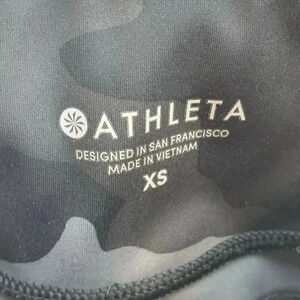 ATHLETA
DESIGNED IN SAN FRANCISCO
MADE IN VIETNAM
XS